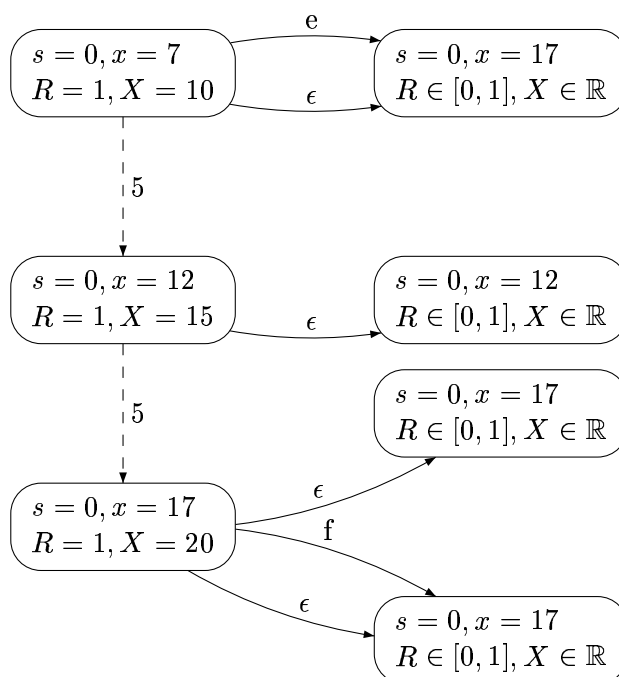 e
s = 0, x = 7
R = 1, X = 10
s = 0, x = 17
R ∈ [0, 1], X ∈ ℝ
ϵ
5
s = 0, x = 12
R = 1, X = 15
s = 0, x = 12
R ∈ [0, 1], X ∈ ℝ
ϵ
s = 0, x = 17
R ∈ [0, 1], X ∈ ℝ
5
s = 0, x = 17
R = 1, X = 20
ϵ
f
ϵ
s = 0, x = 17
R ∈ [0, 1], X ∈ ℝ